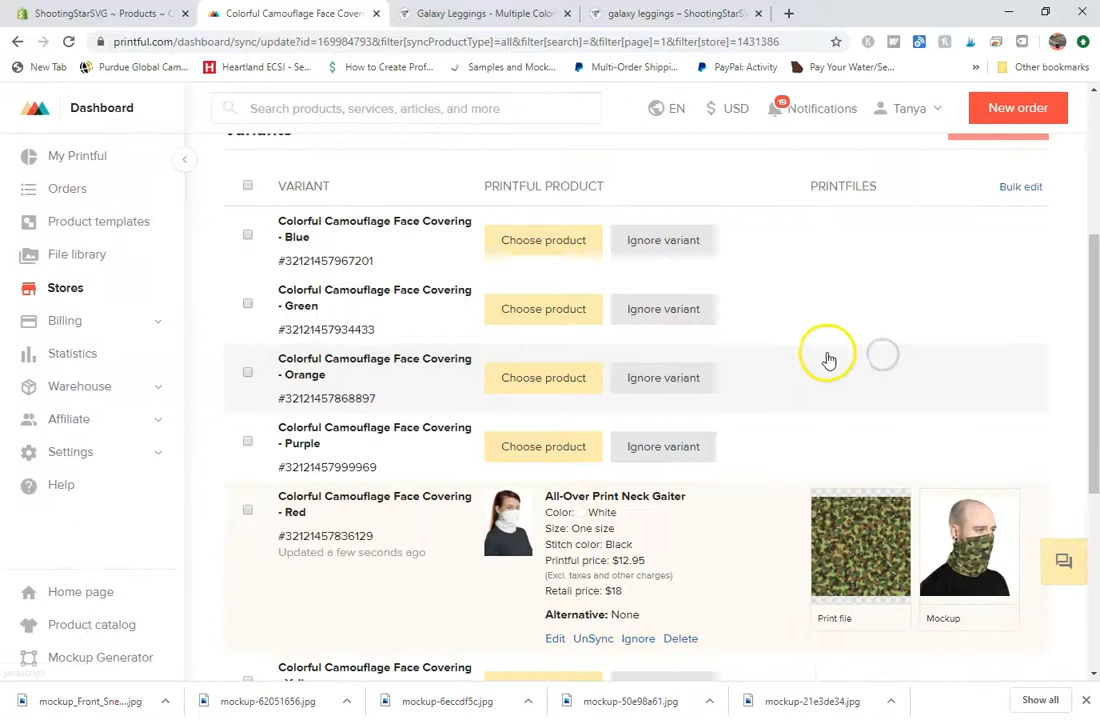 ShootingStarSVG ~ Products ~ C
Colorful Camouflage Face Coveri
Galaxy Leggings - Multiple Color
galaxy leggings – ShootingStarSV
printful.com/dashboard/sync/update?id=169984793&filter[syncProductType]=all&filter[search]=&filter[page]=1&filter[store]=1431386
New Tab
Purdue Global Cam...
Heartland ECSI - Se...
How to Create Prof...
Samples and Mock...
Multi-Order Shippi...
PayPal: Activity
Pay Your Water/Se...
»
Other bookmarks
Dashboard
Search products, services, articles, and more
EN
$ USD
19
Notifications
Tanya
New order
My Printful
Orders
Product templates
File library
Stores
Billing
Statistics
Warehouse
Affiliate
Settings
Help
Home page
Product catalog
Mockup Generator
javascript:
Variants
VARIANT
PRINTFUL PRODUCT
PRINTFILES
Bulk edit
Colorful Camouflage Face Covering
- Blue
#32121457967201
Choose product
Ignore variant
Colorful Camouflage Face Covering
- Green
#32121457934433
Choose product
Ignore variant
Colorful Camouflage Face Covering
- Orange
#32121457868897
Choose product
Ignore variant
Colorful Camouflage Face Covering
- Purple
#32121457999969
Choose product
Ignore variant
Colorful Camouflage Face Covering
- Red
#32121457836129
Updated a few seconds ago
All-Over Print Neck Gaiter
Color: White
Size: One size
Stitch color: Black
Printful price: $12.95
(Excl. taxes and other charges)
Retail price: $18
Alternative: None
Edit UnSync Ignore Delete
Print file
Mockup
Colorful Camouflage Face Covering
mockup_Front_Sne....jpg
mockup-62051656.jpg
mockup-6eccdf5c.jpg
mockup-50e98a61.jpg
mockup-21e3de34.jpg
Show all